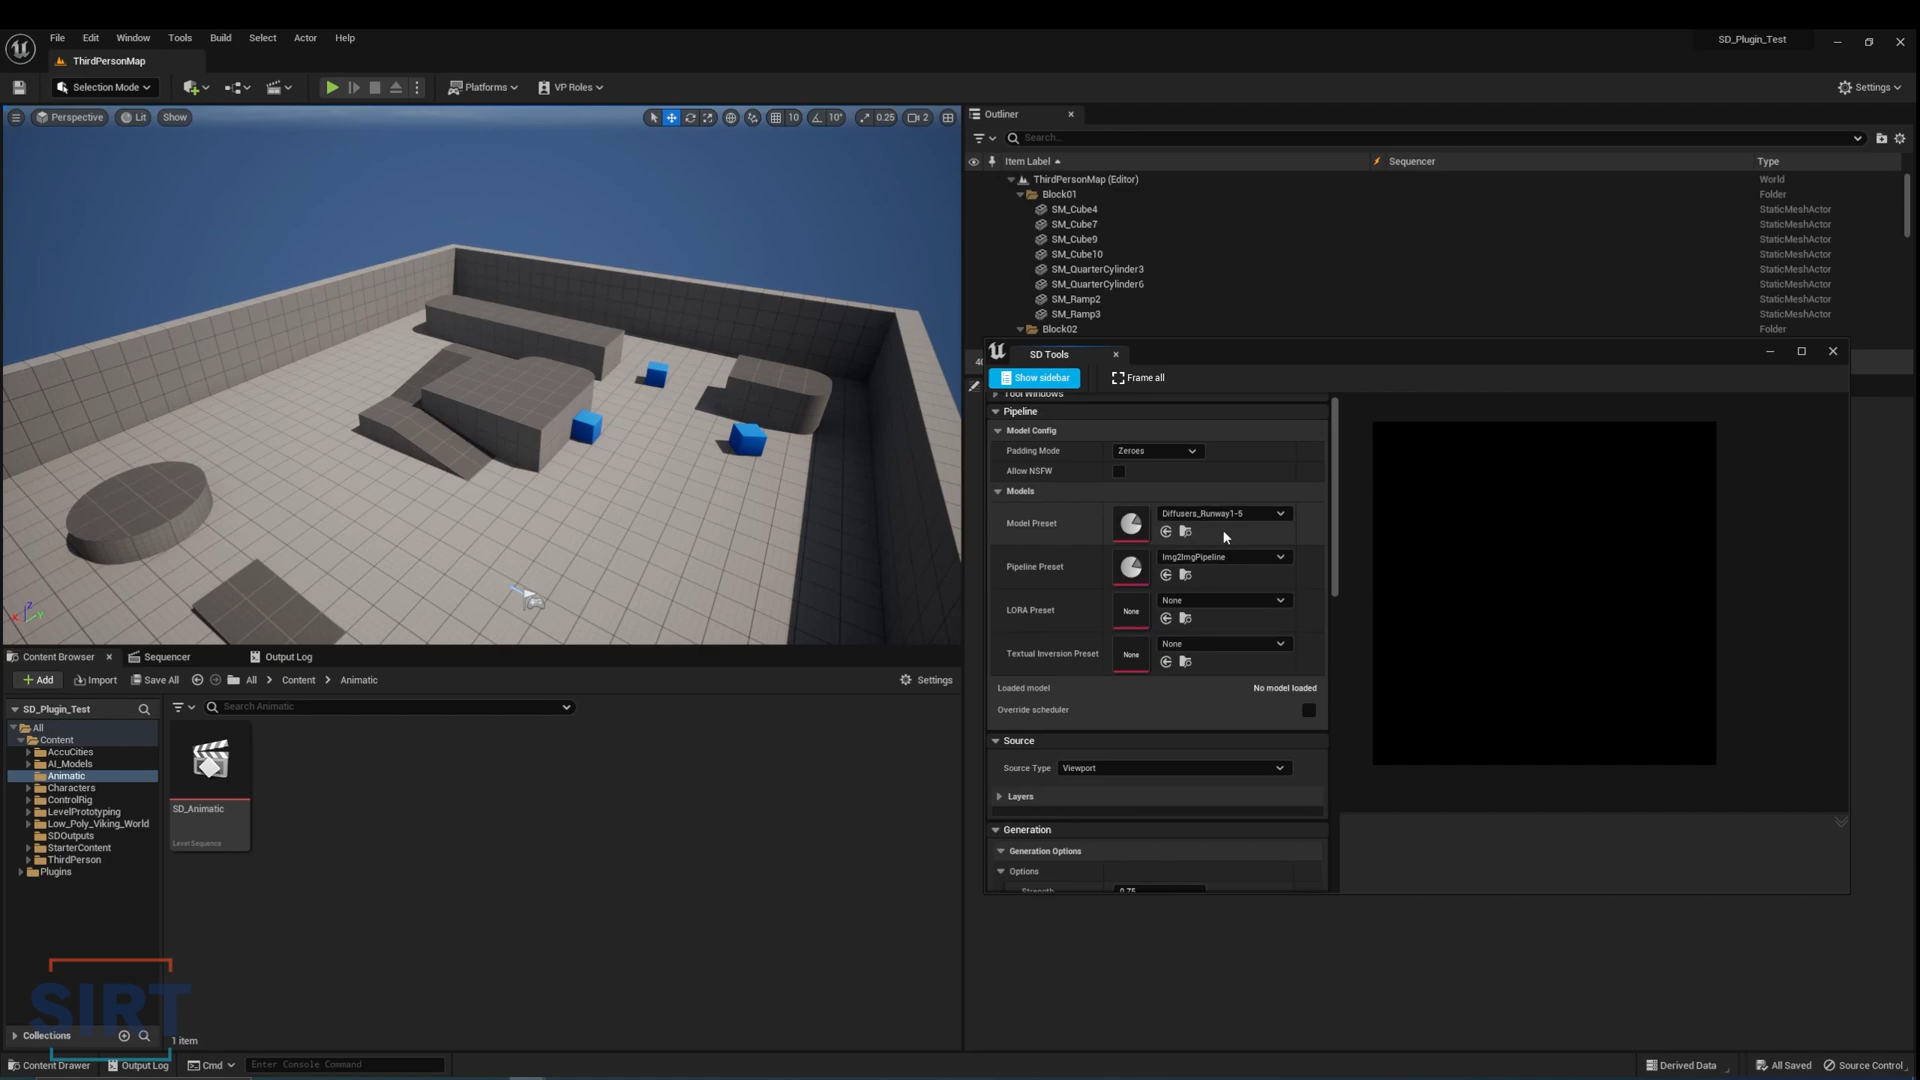 File Edit Window Tools Build Select Actor Help
SD_Plugin_Test
ThirdPersonMap
Selection Mode
Platforms
VP Roles
Settings
Perspective Lit Show
10 10° 0.25 2
Outliner
Search...
Item Label Sequencer Type
ThirdPersonMap (Editor) World
Block01 Folder
SM_Cube4 StaticMeshActor
SM_Cube7 StaticMeshActor
SM_Cube9 StaticMeshActor
SM_Cube10 StaticMeshActor
SM_QuarterCylinder3 StaticMeshActor
SM_QuarterCylinder6 StaticMeshActor
SM_Ramp2 StaticMeshActor
SM_Ramp3 StaticMeshActor
Block02 Folder
SD Tools
Show sidebar Frame all
Tool Windows
Pipeline
Model Config
Padding Mode Zeroes
Allow NSFW
Models
Model Preset Diffusers_Runway1-5
Pipeline Preset Img2ImgPipeline
LORA Preset None None
Textual Inversion Preset None None
Loaded model No model loaded
Override scheduler
Source
Source Type Viewport
Layers
Generation
Generation Options
Options
Strength 0.75
Z
X Y
Content Browser Sequencer Output Log
Add Import Save All All Content Animatic Settings
SD_Plugin_Test
Search Animatic
All
Content
AccuCities
AI_Models
Animatic
Characters
ControlRig
LevelPrototyping
Low_Poly_Viking_World
SDOutputs
StarterContent
ThirdPerson
Plugins
SD_Animatic
Level Sequence
SIRT
Collections
1 item
Content Drawer Output Log Cmd Enter Console Command Derived Data All Saved Source Control